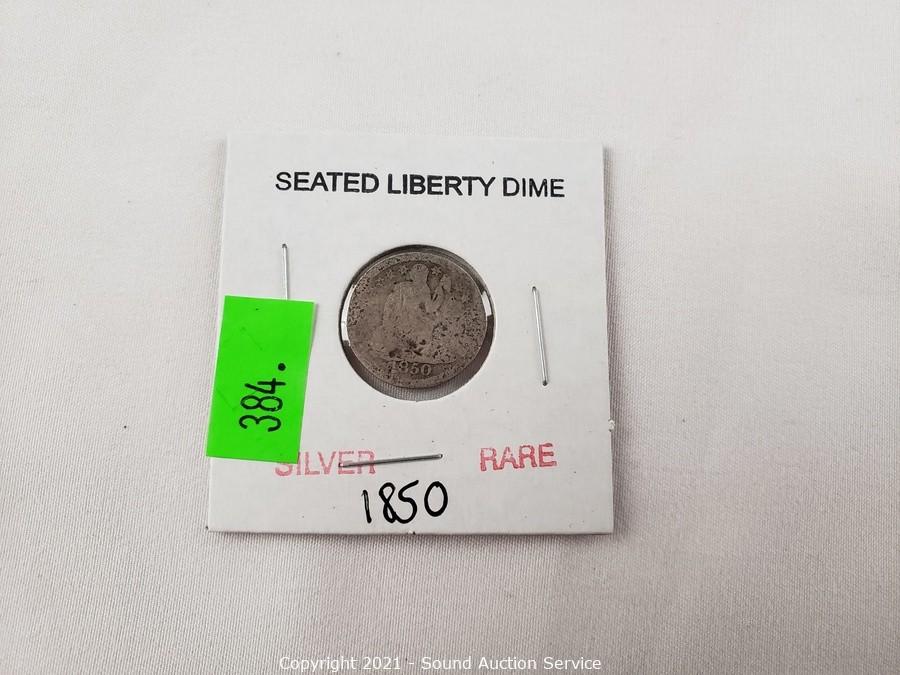 SEATED LIBERTY DIME
1850
384.
SILVER RARE
1850
Copyright 2021 - Sound Auction Service